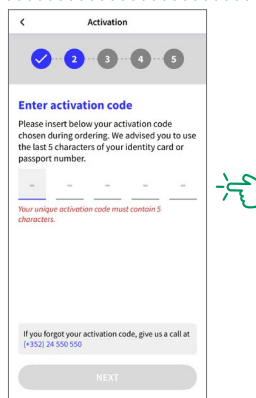 Activation
2 3 4 5
Enter activation code
Please insert below your activation code
chosen during ordering. We advised you to use
the last 5 characters of your identity card or
passport number.
- - - - -
Your unique activation code must contain 5
characters.
If you forgot your activation code, give us a call at
(+352) 24 550 550
NEXT